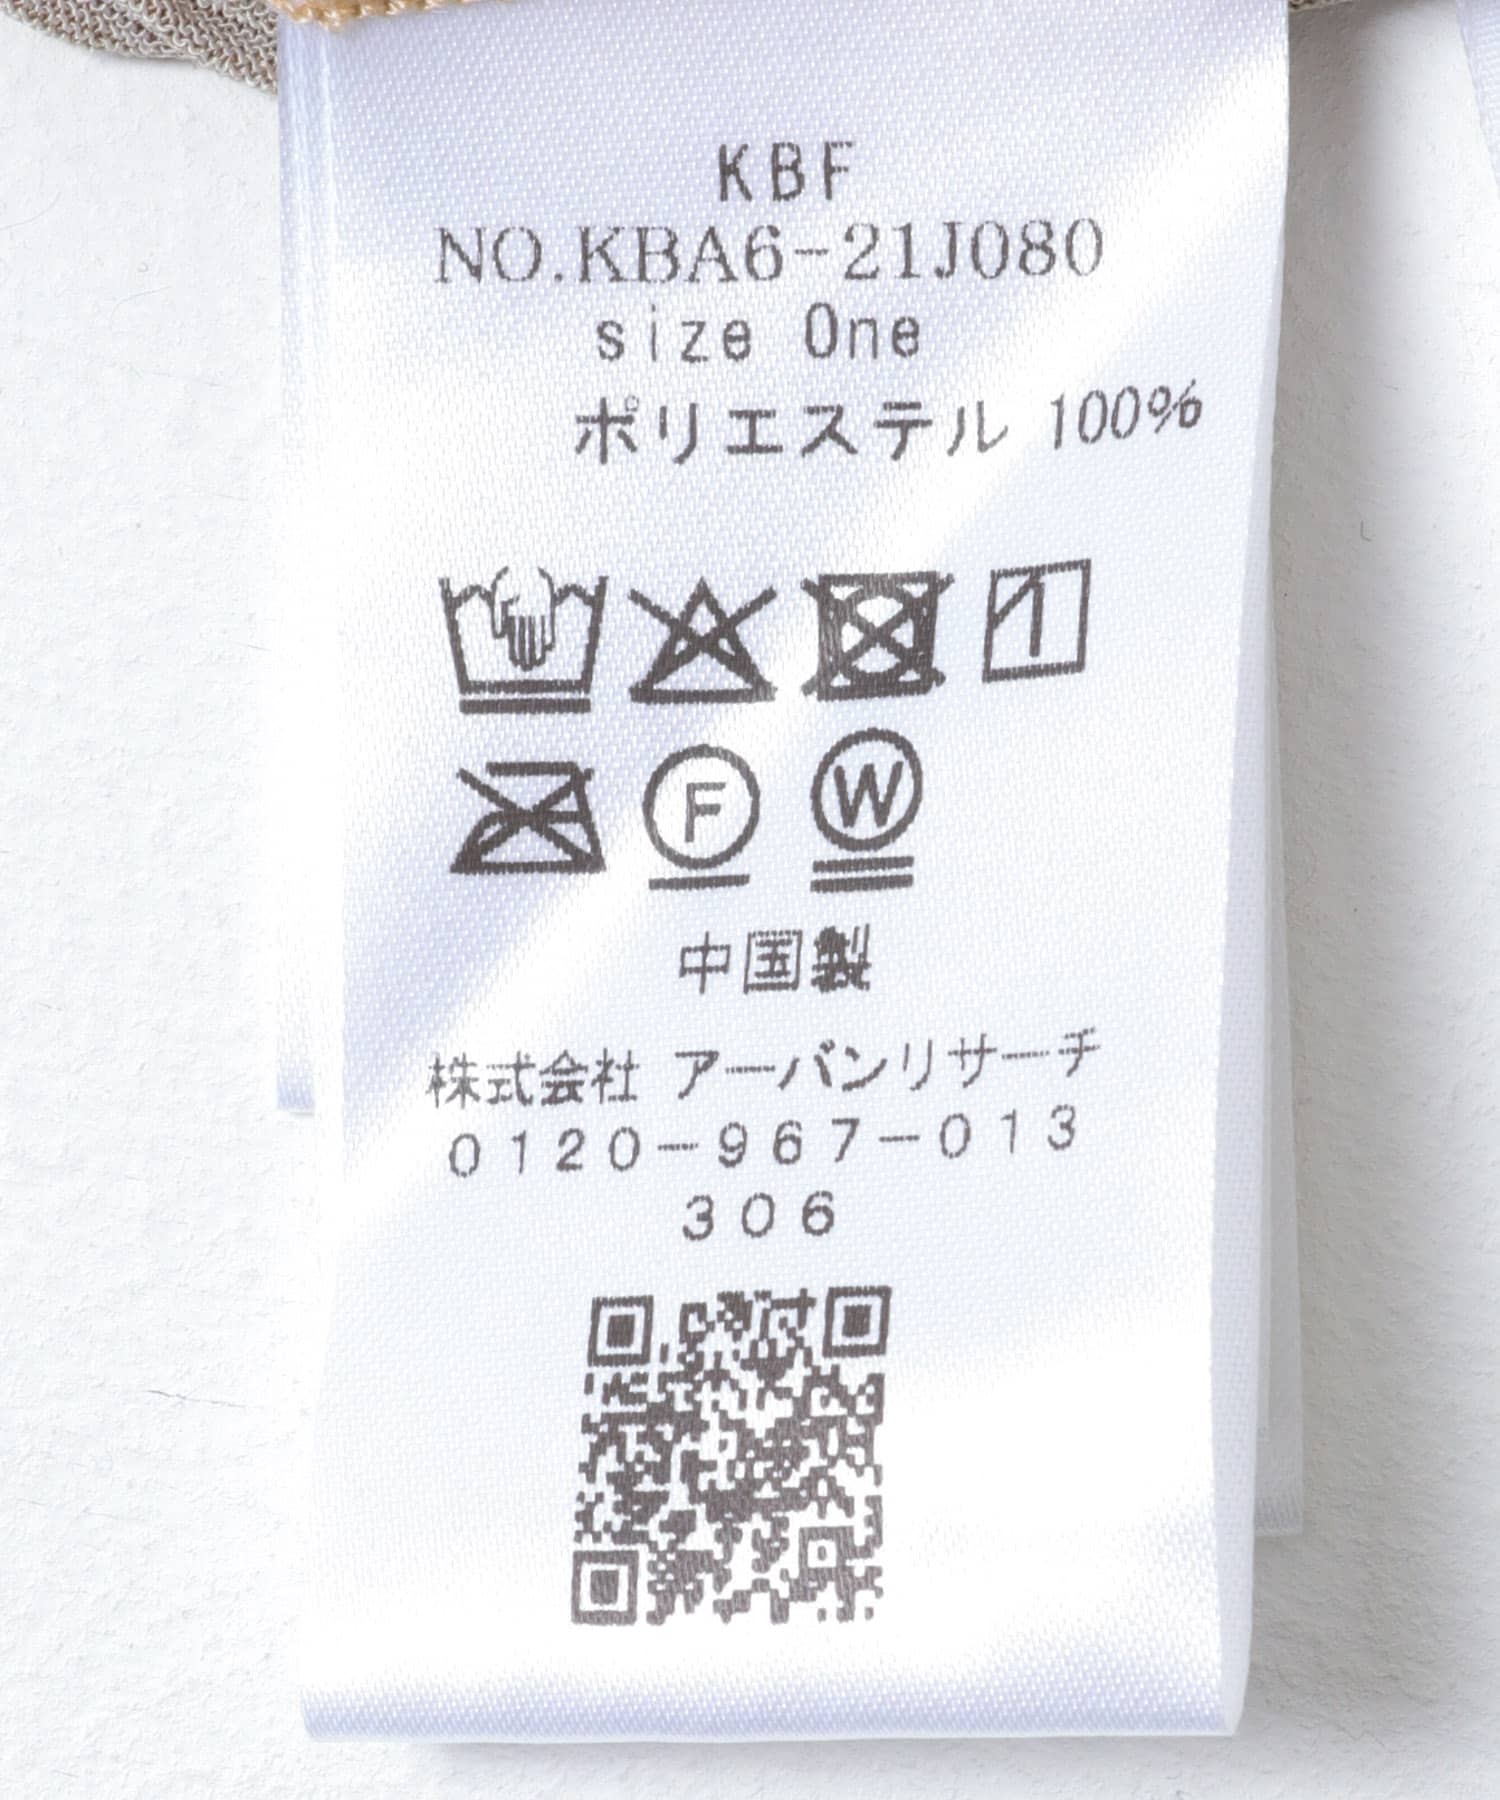 KBF
NO.KBA6-21J080
size One
ポリエステル 100%
F W
中国製
株式会社 アーバンリサーチ
0120-967-013
306